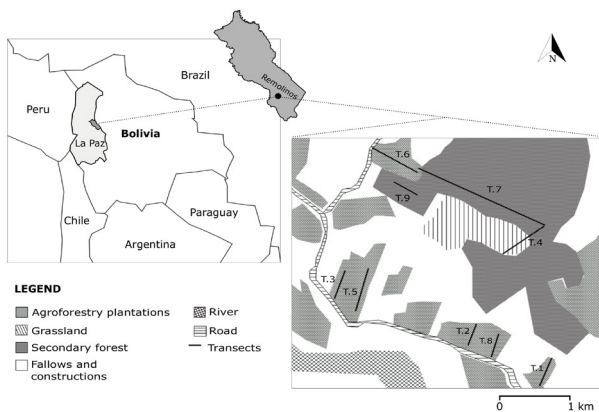 Brazil
Remolinos
N
Peru
Bolivia
La Paz
Chile
Paraguay
Argentina
T.6
T.7
T.9
T.4
T.3
T.5
T.2
T.8
T.1
LEGEND
Agroforestry plantations
River
Grassland
Road
Secondary forest
Transects
Fallows and
constructions
0 1 km